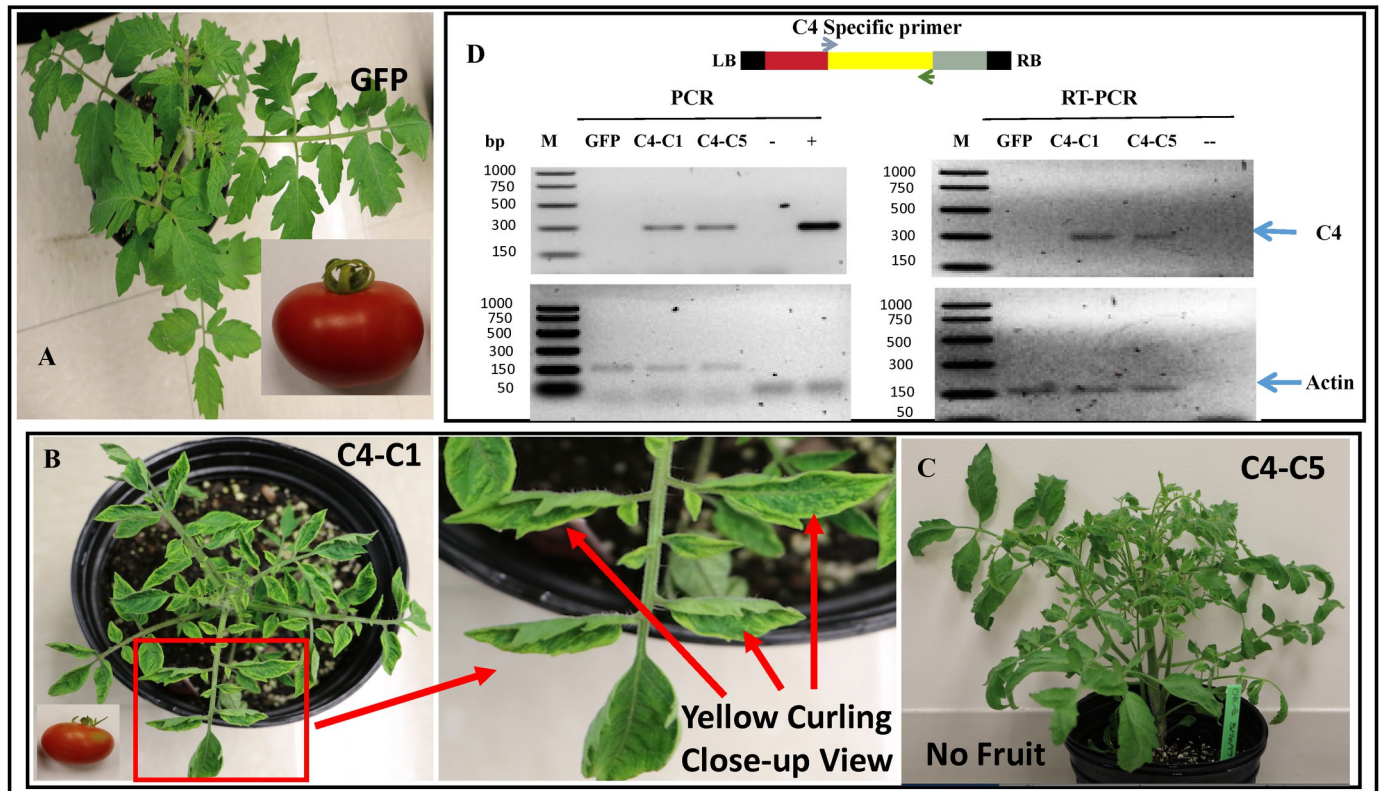 GFP
A
D
C4 Specific primer
LB
RB
PCR
bp M GFP C4-C1 C4-C5 - +
1000
750
500
300
150
1000
750
500
300
150
50
RT-PCR
M GFP C4-C1 C4-C5 --
1000
750
500
300
150
C4
1000
750
500
300
150
50
Actin
B
C4-C1
Yellow Curling
Close-up View
C
C4-C5
No Fruit